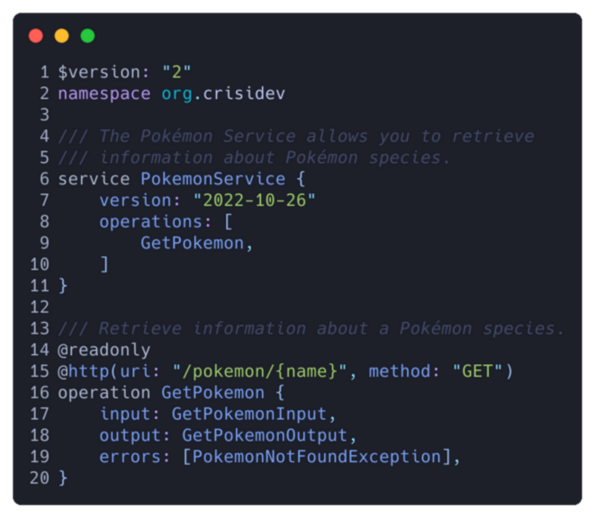 1 $version: "2"
2 namespace org.crisidev
3
4 /// The Pokémon Service allows you to retrieve
5 /// information about Pokémon species.
6 service PokemonService {
7     version: "2022-10-26"
8     operations: [
9         GetPokemon,
10     ]
11 }
12
13 /// Retrieve information about a Pokémon species.
14 @readonly
15 @http(uri: "/pokemon/{name}", method: "GET")
16 operation GetPokemon {
17     input: GetPokemonInput,
18     output: GetPokemonOutput,
19     errors: [PokemonNotFoundException],
20 }